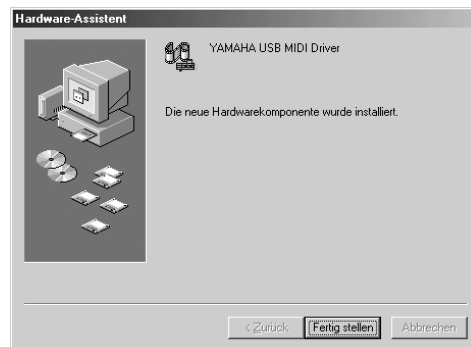 Hardware-Assistent
YAMAHA USB MIDI Driver
Die neue Hardwarekomponente wurde installiert.
< Zurück
Fertig stellen
Abbrechen